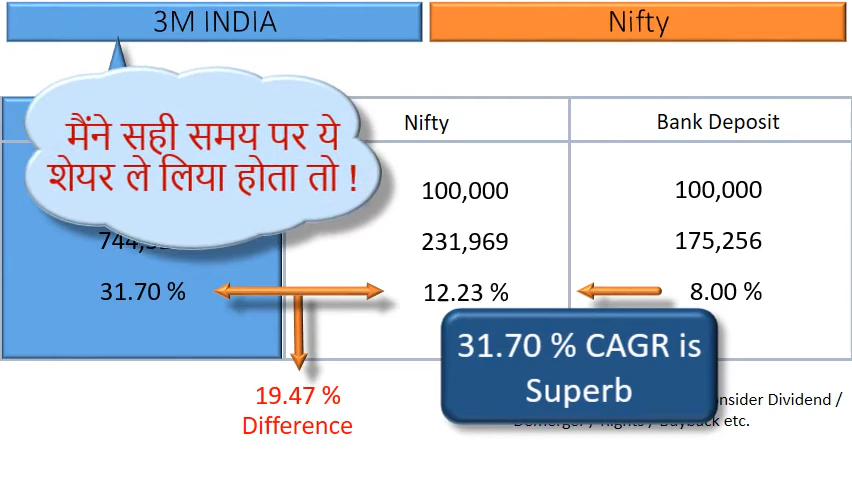 3M INDIA
Nifty
मैंने सही समय पर ये
शेयर ले लिया होता तो !
Nifty
Bank Deposit
100,000
100,000
231,969
175,256
31.70 %
12.23 %
8.00 %
31.70 % CAGR is
Superb
19.47 %
Difference
Dividend /
Rights / Buyback etc.